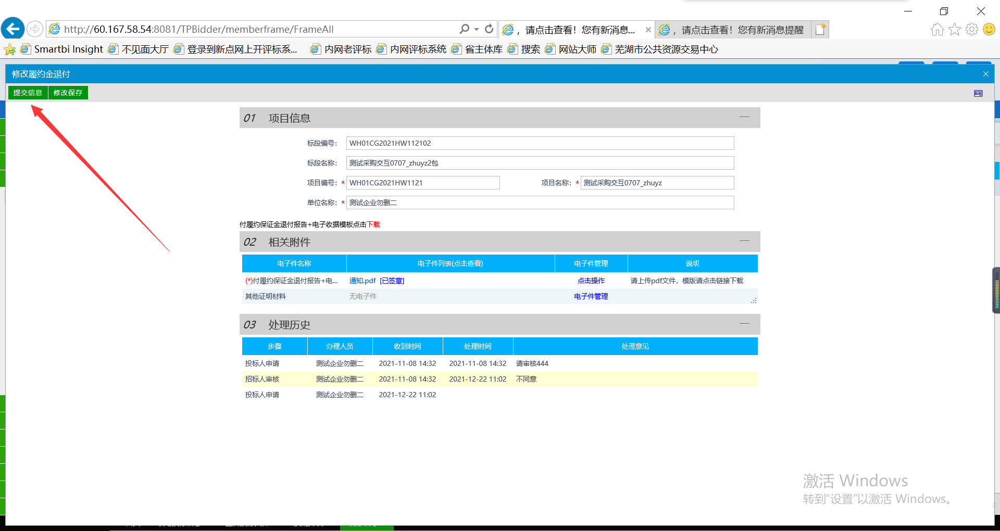 http://60.167.58.54:8081/TPBidder/memberframe/FrameAll
，请点击查看！您有新消息...
，请点击查看！您有新消息提醒
Smartbi Insight
不见面大厅
登录到新点网上开评标系...
内网老评标
内网评标系统
省主体库
搜索
网站大师
芜湖市公共资源交易中心
修改履约金退付
提交信息 修改保存
01 项目信息
标段编号： WH01CG2021HW112102
标段名称： 测试采购交互0707_zhuyz2包
项目编号： * WH01CG2021HW1121 项目名称： * 测试采购交互0707_zhuyz
单位名称： * 测试企业勿删二
付履约保证金退付报告+电子收据模板点击下载
02 相关附件
电子件名称 电子件列表(点击查看) 电子件管理 说明
(*)付履约保证金退付报告+电... 通知.pdf [已签章] 点击操作 请上传pdf文件，模版请点击链接下载
其他证明材料 无电子件 电子件管理
03 处理历史
步骤 办理人员 收到时间 处理时间 处理意见
投标人申请 测试企业勿删二 2021-11-08 14:32 2021-11-08 14:32 请审核444
招标人审核 测试企业勿删二 2021-11-08 14:32 2021-12-22 11:02 不同意
投标人申请 测试企业勿删二 2021-12-22 11:02
激活 Windows
转到“设置”以激活 Windows。